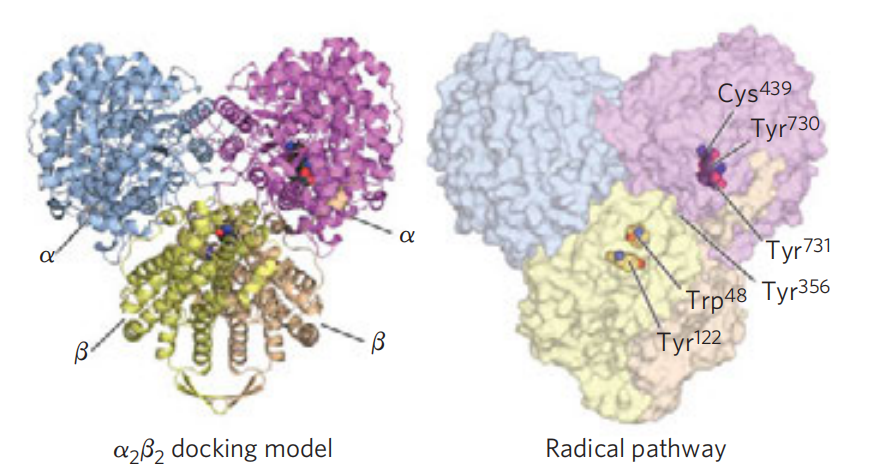 α
α
β
β
α₂β₂ docking model
Cys⁴³⁹
Tyr⁷³⁰
Tyr⁷³¹
Tyr³⁵⁶
Trp⁴⁸
Tyr¹²²
Radical pathway